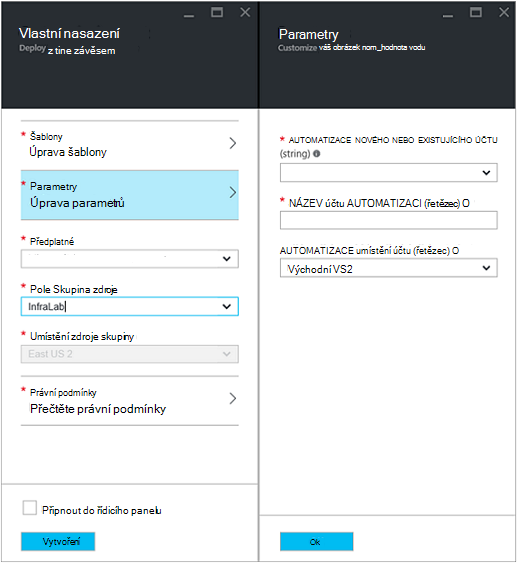 Vlastní nasazení
Deploy z tine závěsem
* Šablony
Úprava šablony
* Parametry
Úprava parametrů
* Předplatné
* Pole Skupina zdroje
InfraLab
* Umístění zdroje skupiny
East US 2
* Právní podmínky
Přečtěte právní podmínky
Připnout do řídicího panelu
Vytvoření
Parametry
Customize váš obrázek nom_hodnota vodu
* AUTOMATIZACE NOVÉHO NEBO EXISTUJÍCÍHO ÚČTU
(string)
* NÁZEV účtu AUTOMATIZACI (řetězec) O
AUTOMATIZACE umístění účtu (řetězec) O
Východní VS2
Ok